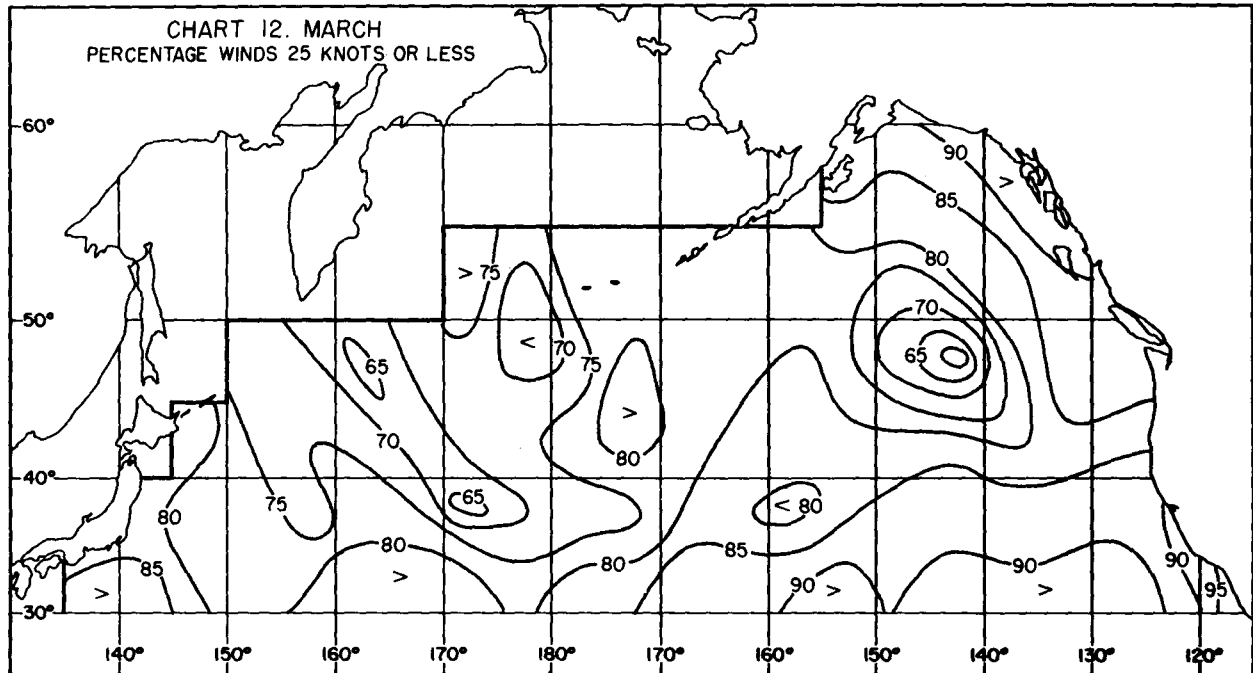 CHART 12. MARCH
PERCENTAGE WINDS 25 KNOTS OR LESS
60° 90
> 85
> 75 80
50° 70
< 70 75 65
65
> 70 80
40° 75 65 < 80
80
80 80 85
85 > 90 90 90
> > > 95
30°
140° 150° 160° 170° 180° 170° 160° 150° 140° 130° 120°